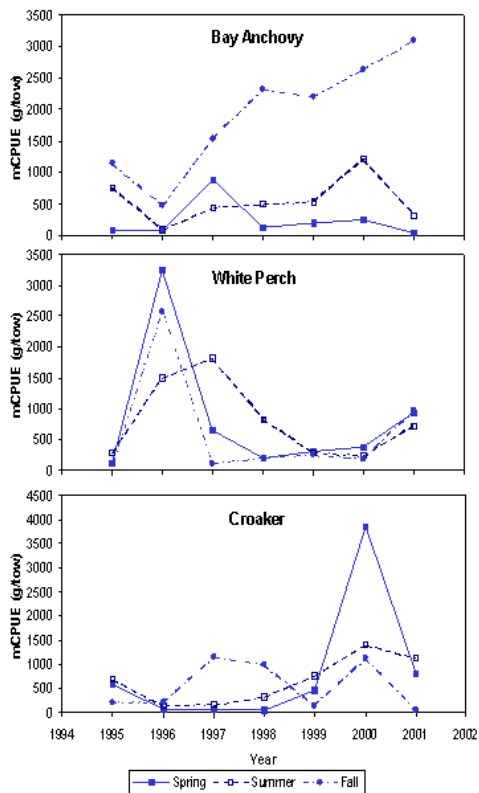 Bay Anchovy
mCPUE (g/tow)
3500
3000
2500
2000
1500
1000
500
0
White Perch
mCPUE (g/tow)
3500
3000
2500
2000
1500
1000
500
0
Croaker
mCPUE (g/tow)
4500
4000
3500
3000
2500
2000
1500
1000
500
0
1994 1995 1996 1997 1998 1999 2000 2001 2002
Year
Spring Summer Fall